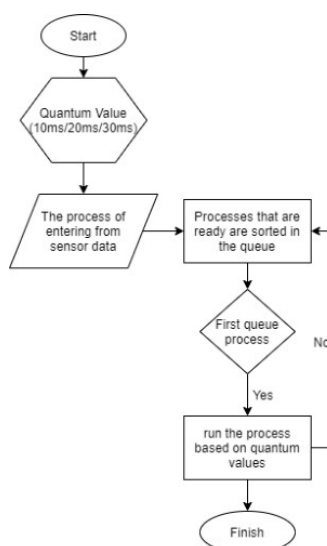 Start
Quantum Value
(10ms/20ms/30ms)
The process of
entering from
sensor data
Processes that are
ready are sorted in
the queue
First queue
process
No
Yes
run the process
based on quantum
values
Finish